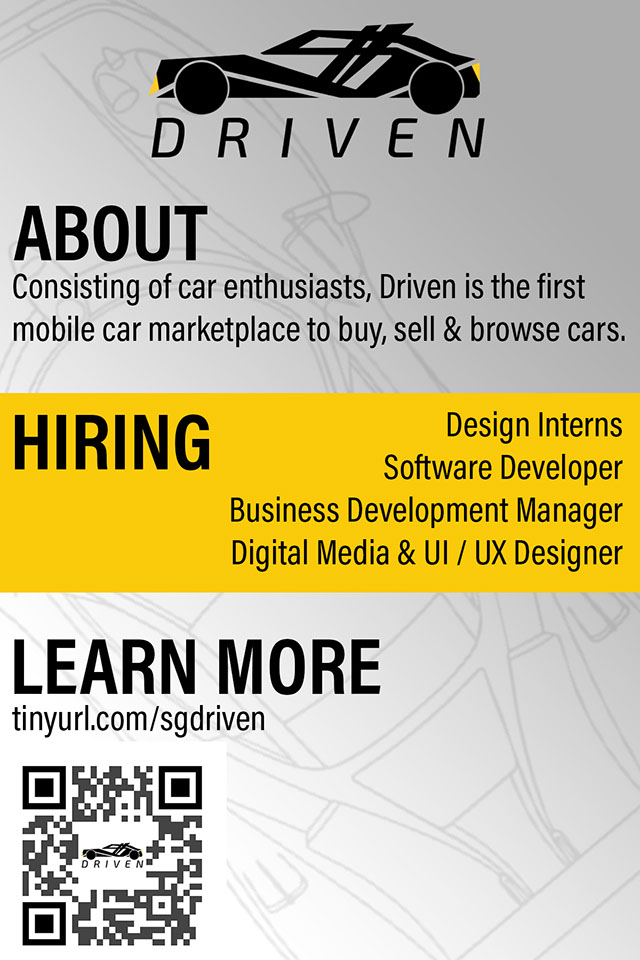 DRIVEN
ABOUT
Consisting of car enthusiasts, Driven is the first
mobile car marketplace to buy, sell & browse cars.
HIRING
Design Interns
Software Developer
Business Development Manager
Digital Media & UI / UX Designer
LEARN MORE
tinyurl.com/sgdriven
DRIVEN